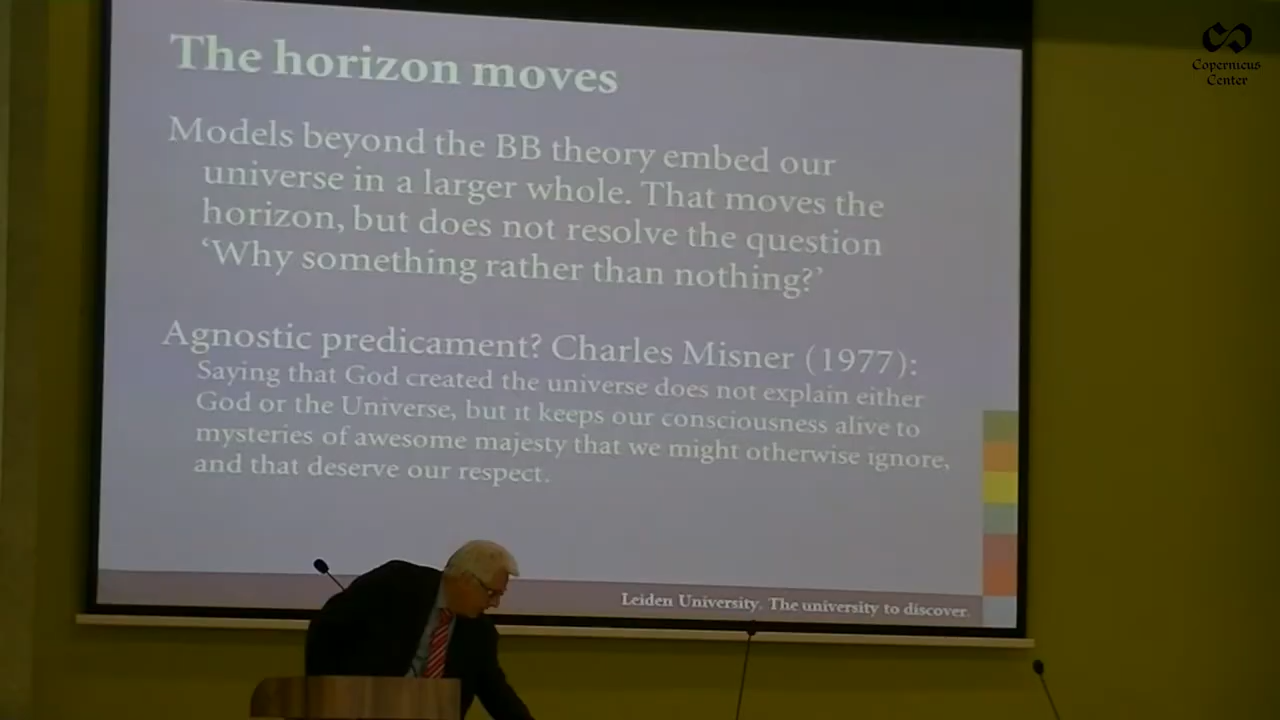 The horizon moves
Models beyond the BB theory embed our
universe in a larger whole. That moves the
horizon, but does not resolve the question
‘Why something rather than nothing?’
Agnostic predicament? Charles Misner (1977):
Saying that God created the universe does not explain either
God or the Universe, but it keeps our consciousness alive to
mysteries of awesome majesty that we might otherwise ignore,
and that deserve our respect.
Leiden University. The university to discover.
Copernicus
Center